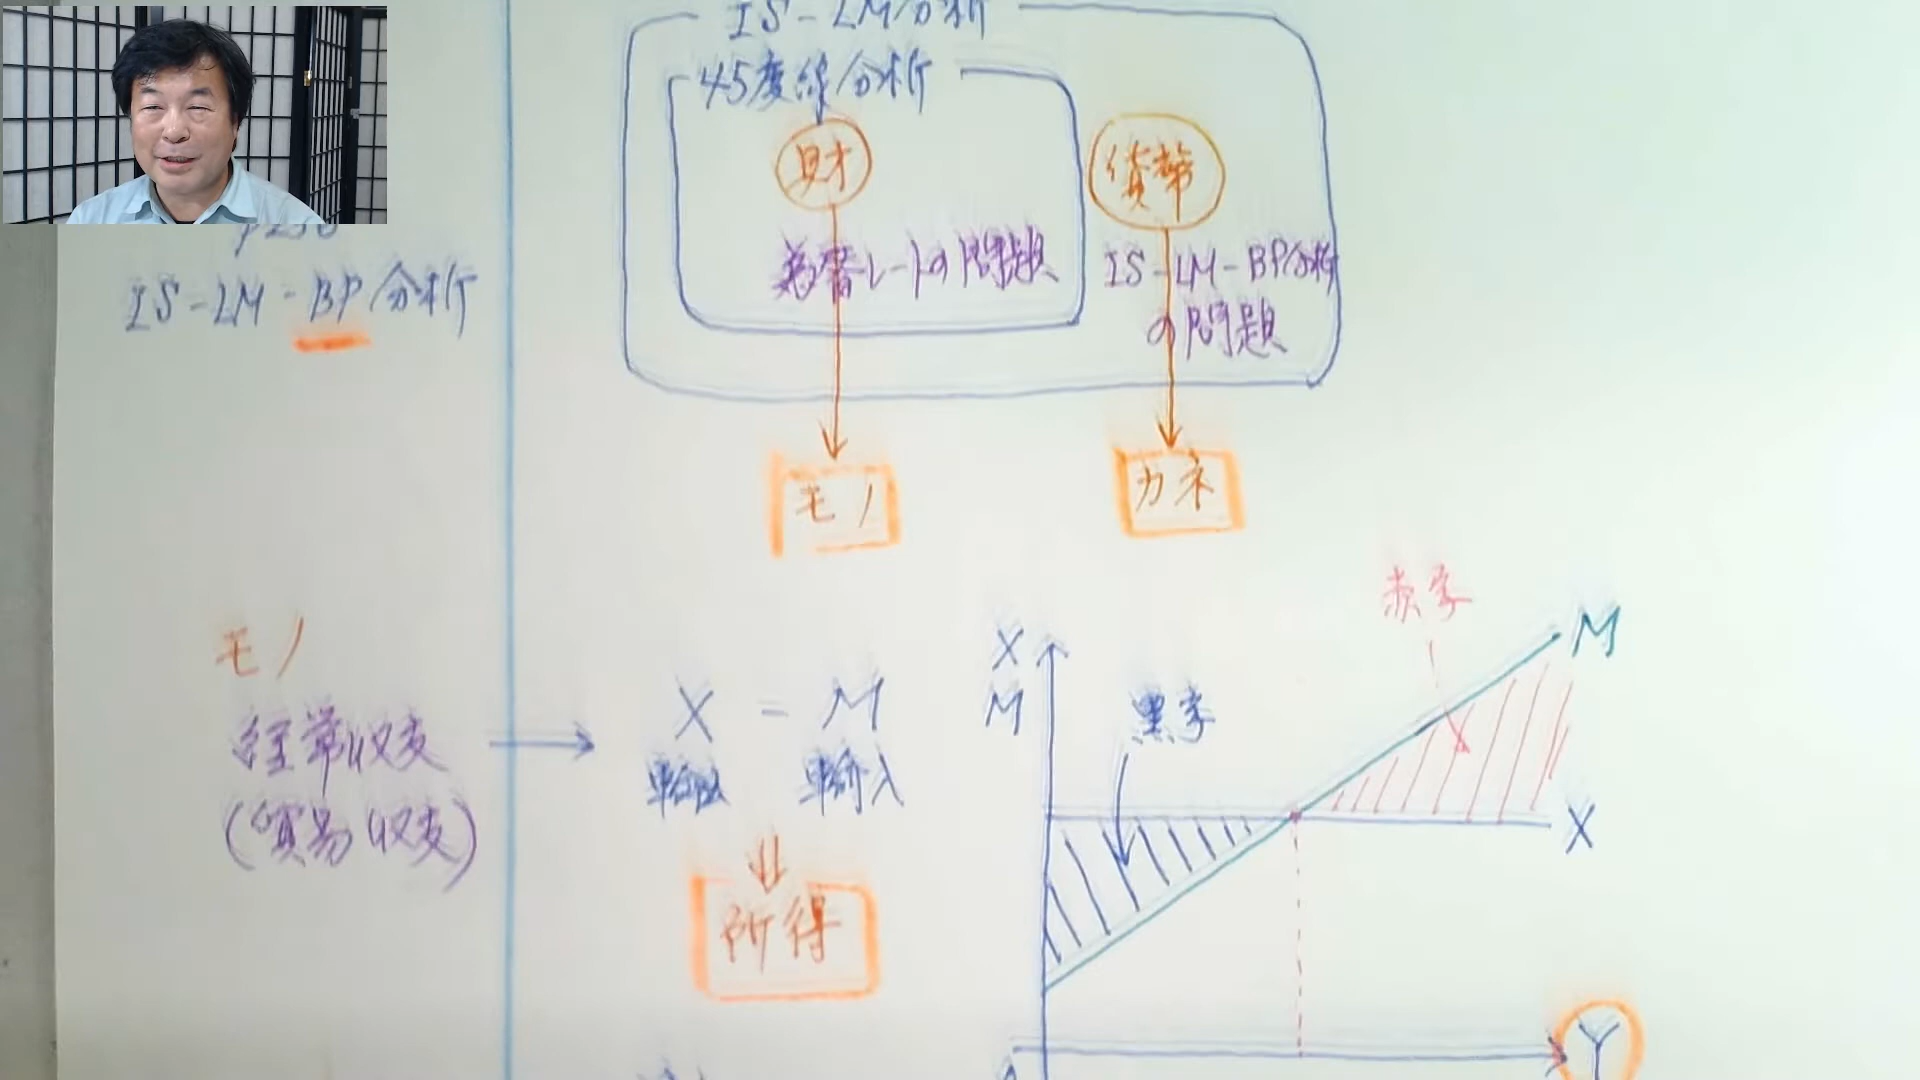 IS-LM分析
45度線分析
財
貨幣
為替レートの問題
IS-LM-BP分析
の問題
IS-LM-BP分析
モノ
カネ
モノ
経常収支
(貿易収支)
X = M
輸出 輸入
所得
X
M
黒字
赤字
M
X
Y